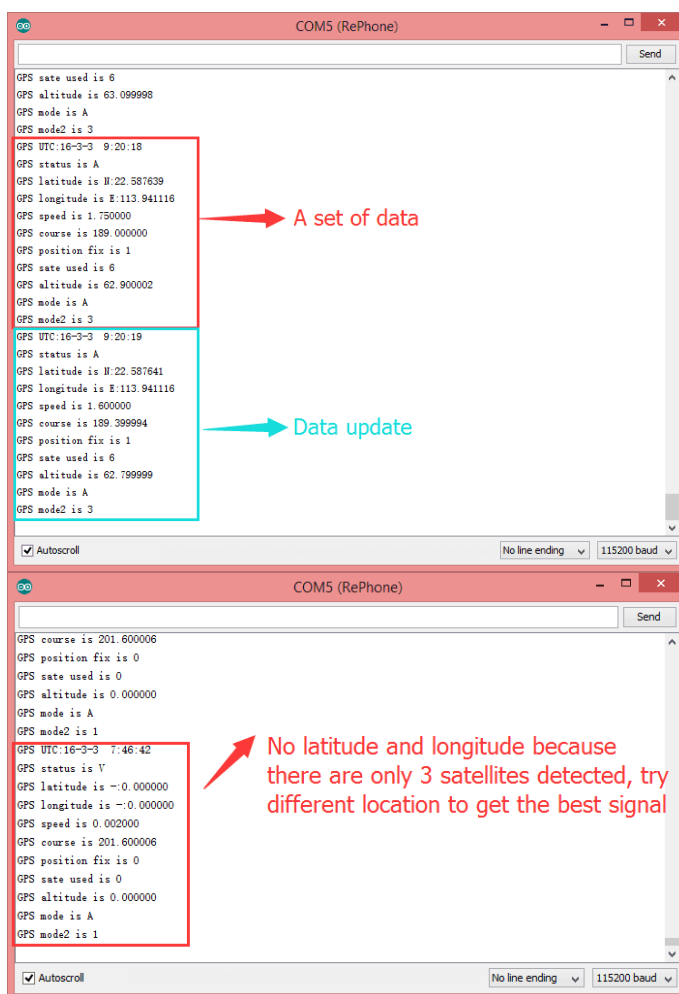 COM5 (RePhone)
Send
GPS sate used is 6
GPS altitude is 63.099998
GPS mode is A
GPS mode2 is 3
GPS UTC:16-3-3 9:20:18
GPS status is A
GPS latitude is N:22.587639
GPS longitude is E:113.941116
GPS speed is 1.750000
GPS course is 189.000000
GPS position fix is 1
GPS sate used is 6
GPS altitude is 62.900002
GPS mode is A
GPS mode2 is 3
A set of data
GPS UTC:16-3-3 9:20:19
GPS status is A
GPS latitude is N:22.587641
GPS longitude is E:113.941116
GPS speed is 1.600000
GPS course is 189.399994
GPS position fix is 1
GPS sate used is 6
GPS altitude is 62.799999
GPS mode is A
GPS mode2 is 3
Data update
Autoscroll
No line ending
115200 baud
COM5 (RePhone)
Send
GPS course is 201.600006
GPS position fix is 0
GPS sate used is 0
GPS altitude is 0.000000
GPS mode is A
GPS mode2 is 1
GPS UTC:16-3-3 7:46:42
GPS status is V
GPS latitude is -:0.000000
GPS longitude is -:0.000000
GPS speed is 0.002000
GPS course is 201.600006
GPS position fix is 0
GPS sate used is 0
GPS altitude is 0.000000
GPS mode is A
GPS mode2 is 1
No latitude and longitude because
there are only 3 satellites detected, try
different location to get the best signal
Autoscroll
No line ending
115200 baud